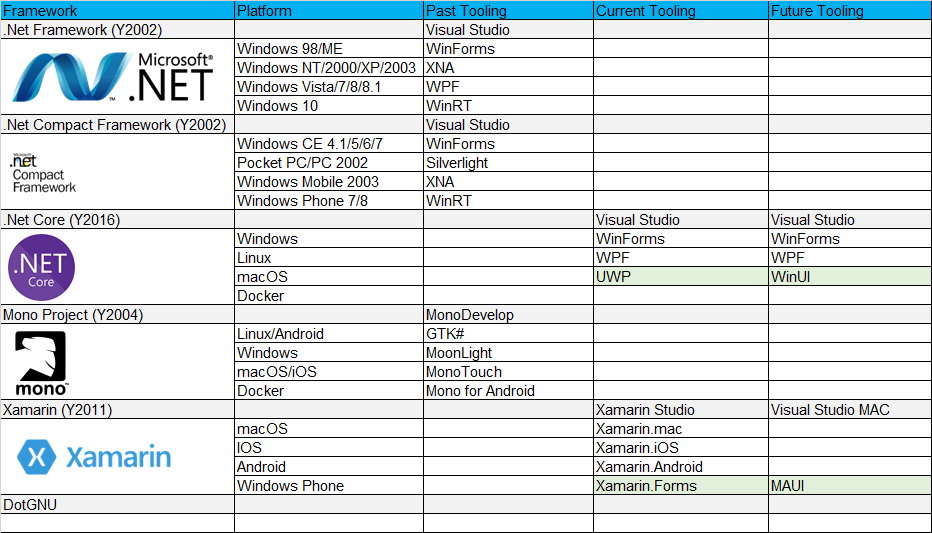 Framework Platform Past Tooling Current Tooling Future Tooling
.Net Framework (Y2002) Visual Studio
Microsoft® .NET™
Windows 98/ME WinForms
Windows NT/2000/XP/2003 XNA
Windows Vista/7/8/8.1 WPF
Windows 10 WinRT
.Net Compact Framework (Y2002) Visual Studio
Microsoft
.net
Compact
Framework
Windows CE 4.1/5/6/7 WinForms
Pocket PC/PC 2002 Silverlight
Windows Mobile 2003 XNA
Windows Phone 7/8 WinRT
.Net Core (Y2016) Visual Studio Visual Studio
.NET
Core
Windows WinForms WinForms
Linux WPF WPF
macOS UWP WinUI
Docker
Mono Project (Y2004) MonoDevelop
mono™
Linux/Android GTK#
Windows MoonLight
macOS/iOS MonoTouch
Docker Mono for Android
Xamarin (Y2011) Xamarin Studio Visual Studio MAC
Xamarin
macOS Xamarin.mac
IOS Xamarin.iOS
Android Xamarin.Android
Windows Phone Xamarin.Forms MAUI
DotGNU